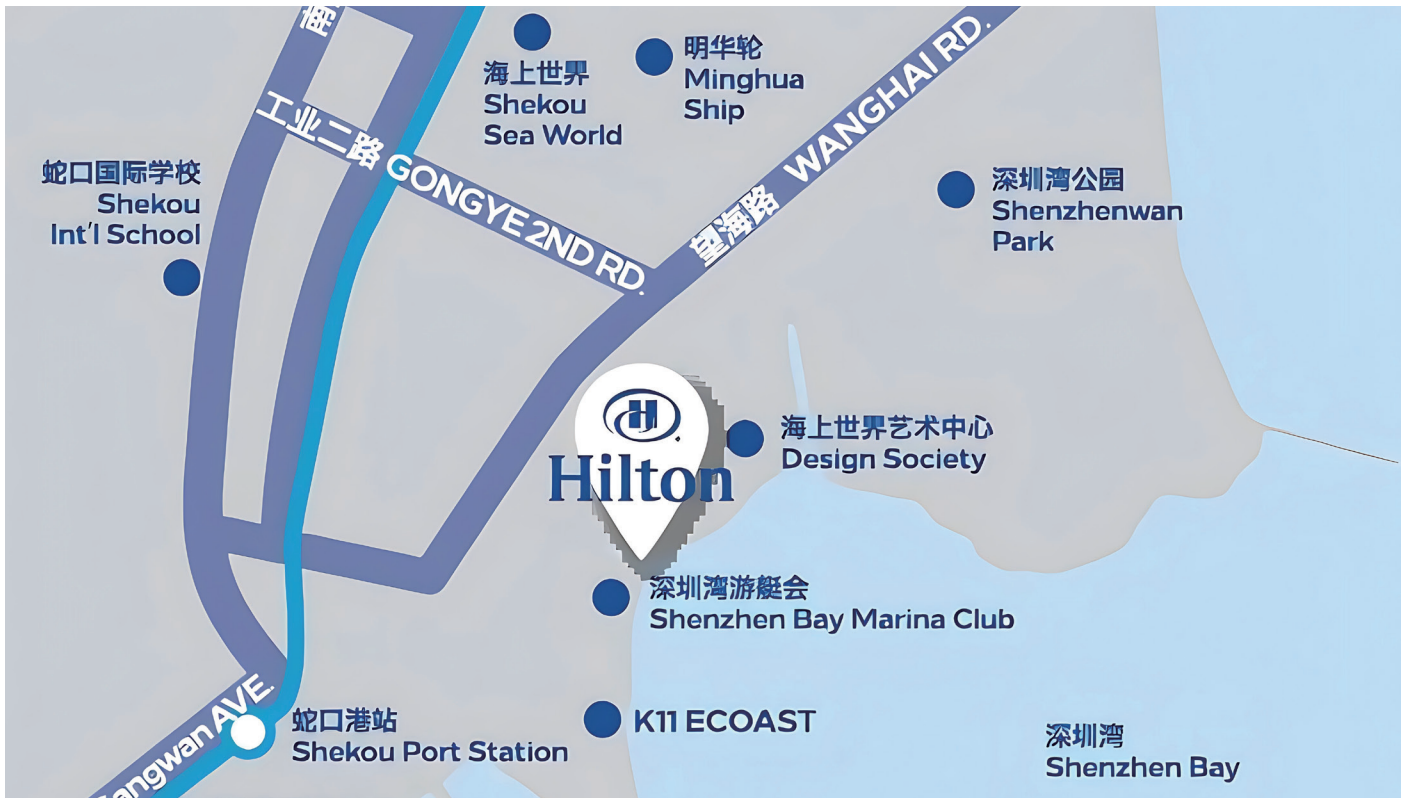 海上世界
Shekou
Sea World
明华轮
Minghua
Ship
望海路 WANGHAI RD.
工业二路 GONGYE 2ND RD.
蛇口国际学校
Shekou
Int'l School
深圳湾公园
Shenzhenwan
Park
H
Hilton
海上世界艺术中心
Design Society
深圳湾游艇会
Shenzhen Bay Marina Club
K11 ECOAST
蛇口港站
Shekou Port Station
AVE.
深圳湾
Shenzhen Bay